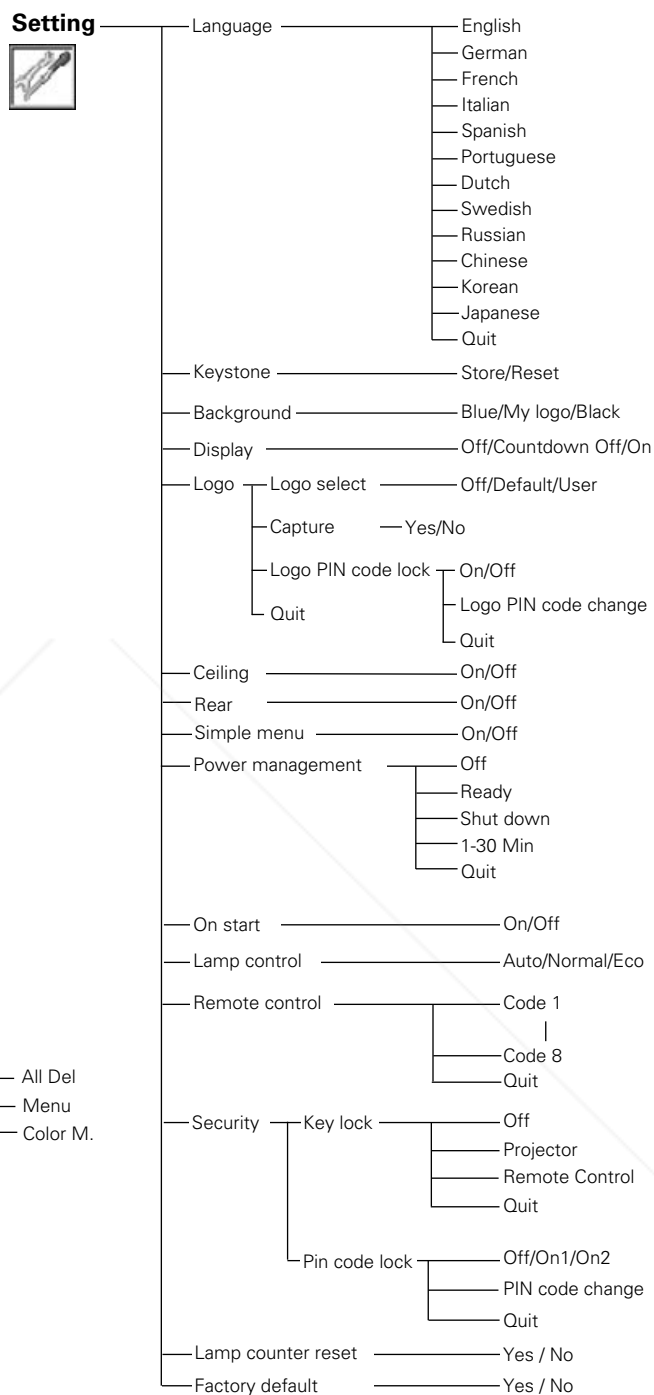 Setting Language English
German
French
Italian
Spanish
Portuguese
Dutch
Swedish
Russian
Chinese
Korean
Japanese
Quit
Keystone Store/Reset
Background Blue/My logo/Black
Display Off/Countdown Off/On
Logo Logo select Off/Default/User
Capture Yes/No
Logo PIN code lock On/Off
Logo PIN code change
Quit
Quit
Ceiling On/Off
Rear On/Off
Simple menu On/Off
Power management Off
Ready
Shut down
1-30 Min
Quit
On start On/Off
Lamp control Auto/Normal/Eco
Remote control Code 1
Code 8
Quit
All Del
Menu
Color M.
Security Key lock Off
Projector
Remote Control
Quit
Pin code lock Off/On1/On2
PIN code change
Quit
Lamp counter reset Yes / No
Factory default Yes / No